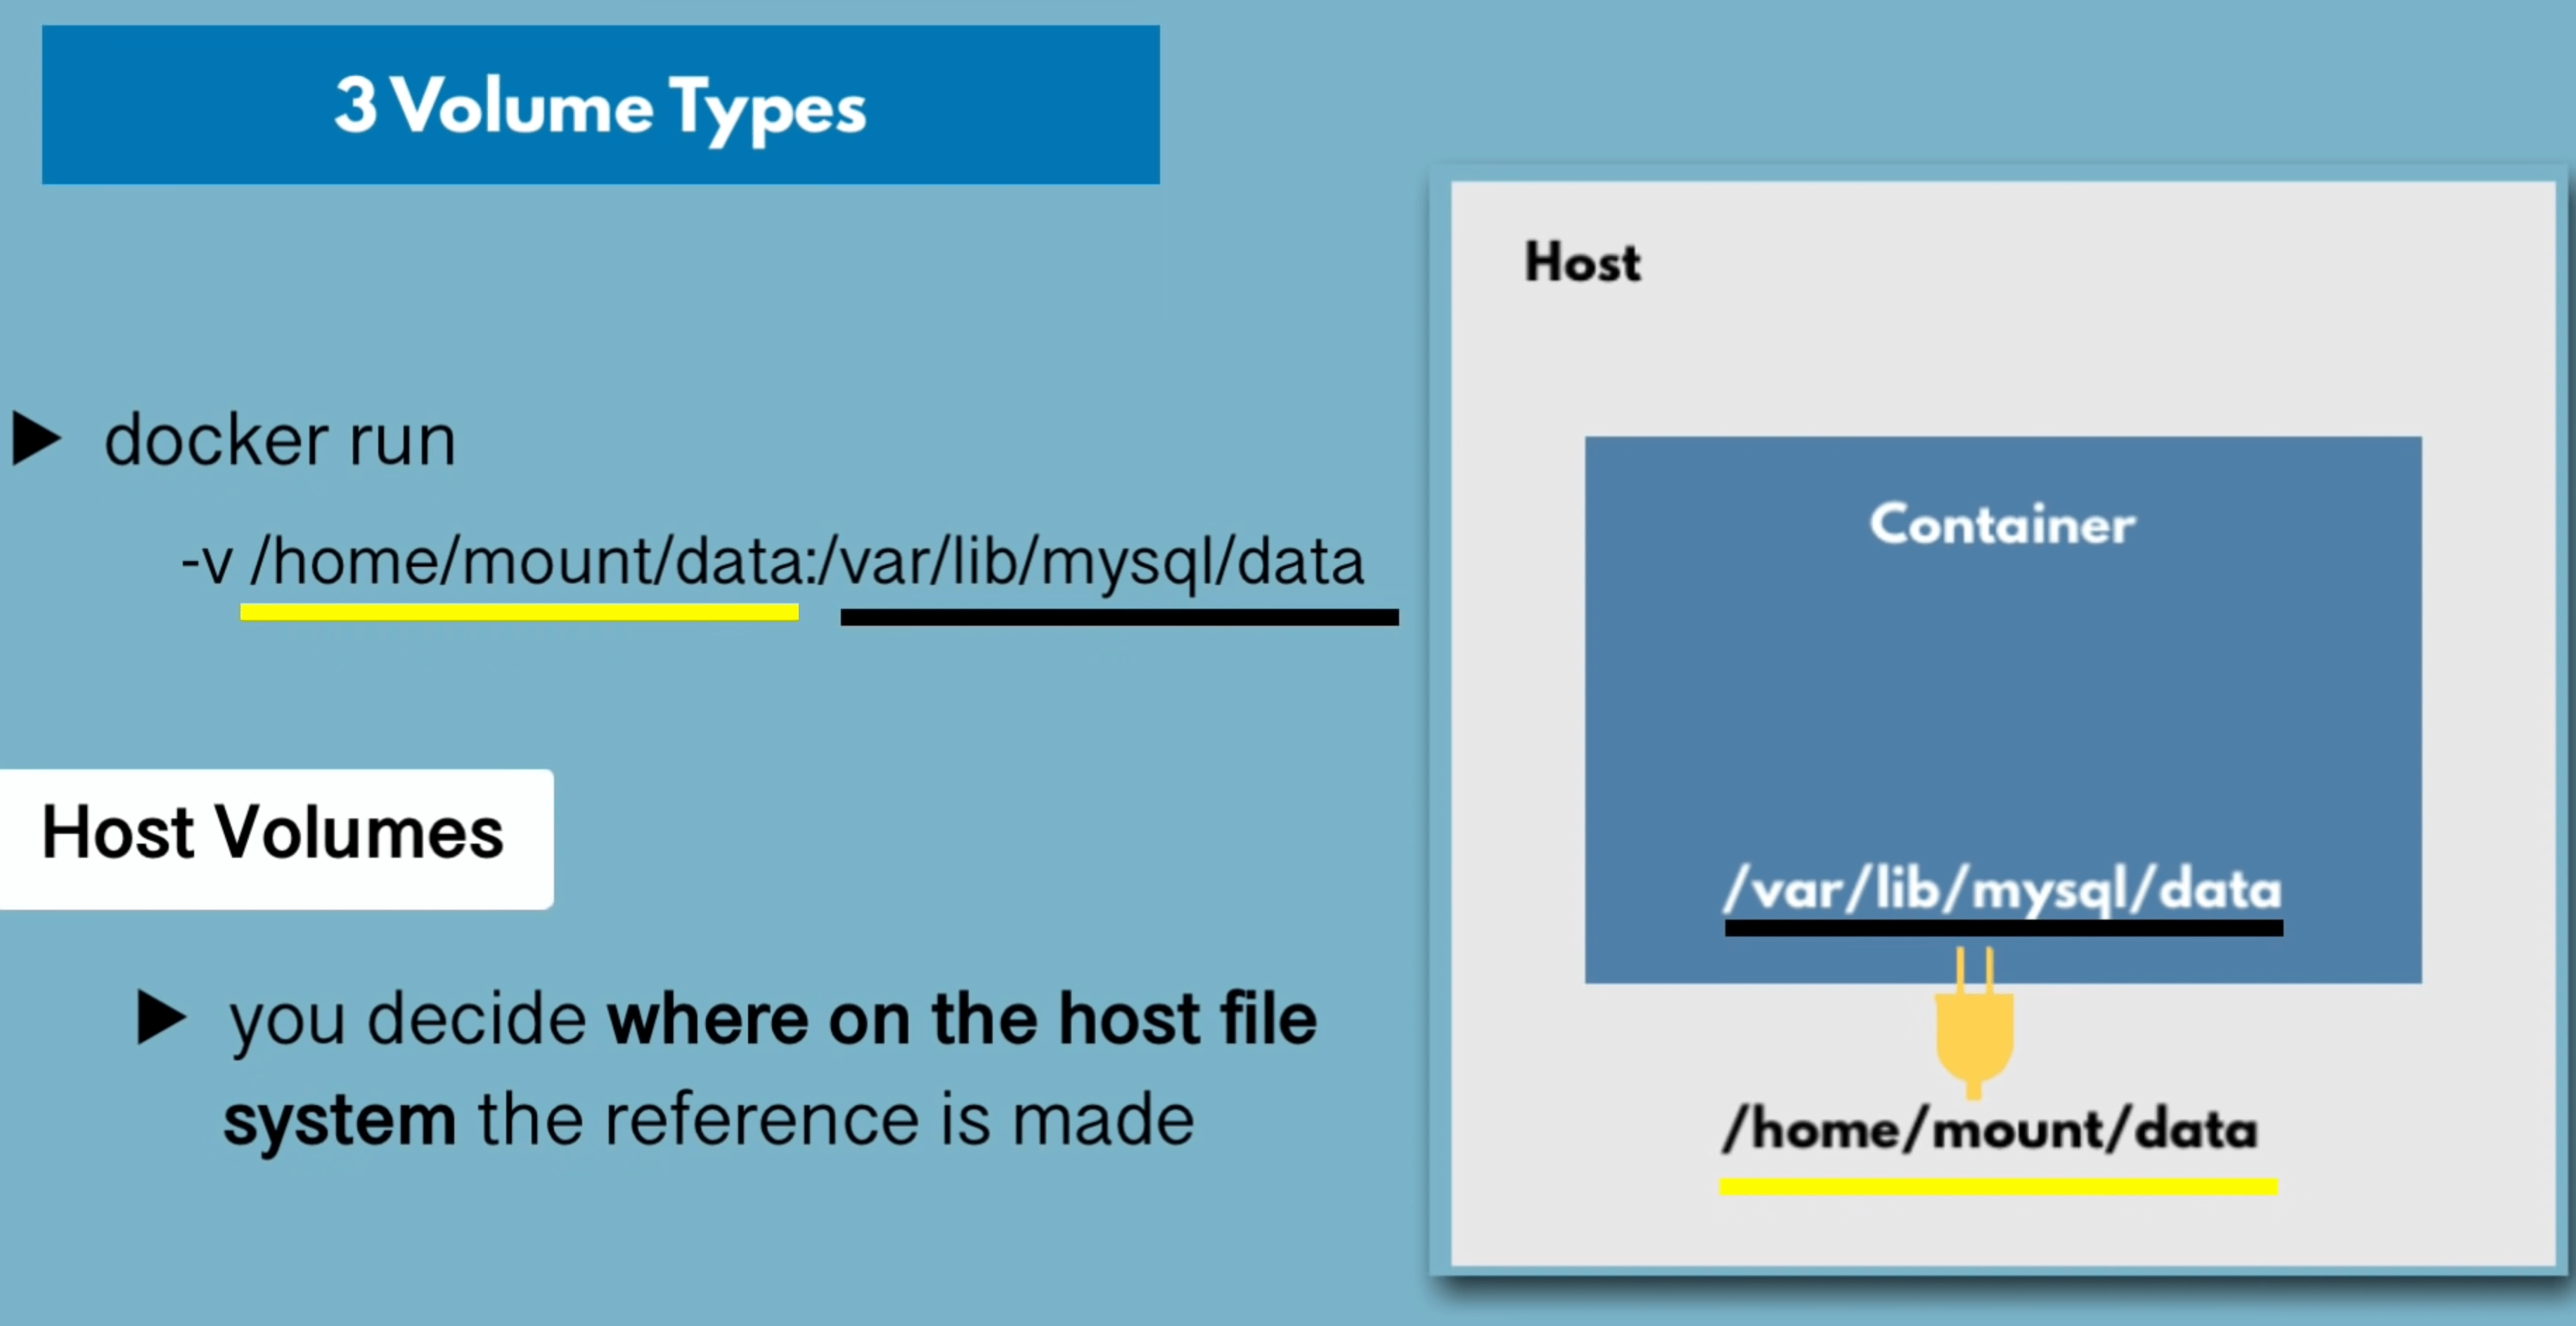 3 Volume Types
docker run
-v /home/mount/data:/var/lib/mysql/data
Host Volumes
you decide where on the host file
system the reference is made
Host
Container
/var/lib/mysql/data
/home/mount/data